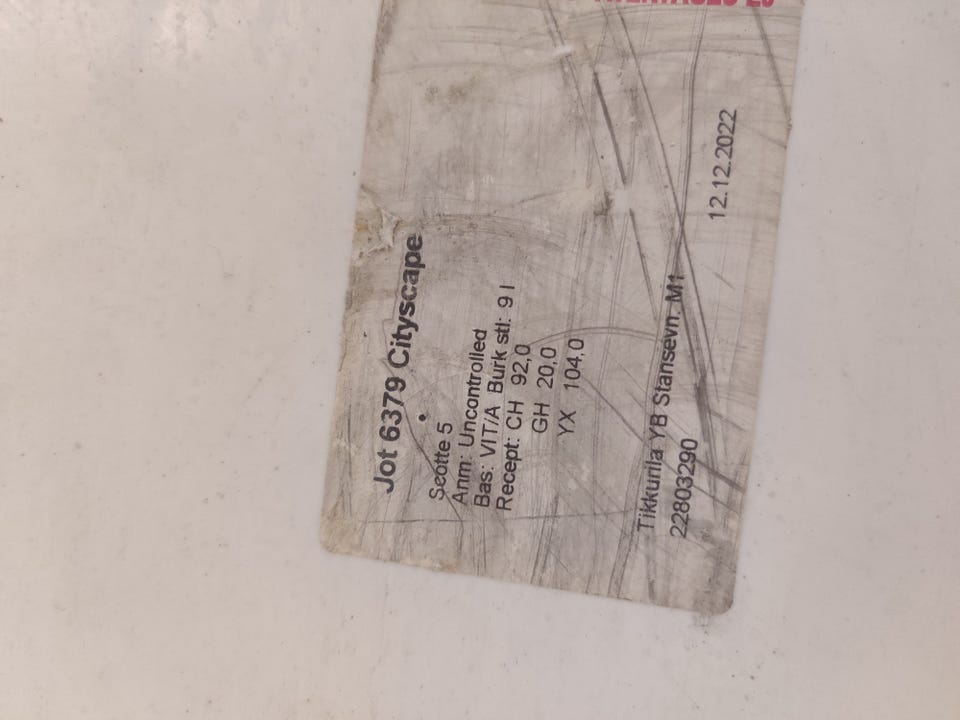 Jot 6379 Cityscape
Scotte 5
Anm: Uncontrolled
Bas: VIT/A Burk stl: 9 l
Recept: CH 92,0
GH 20,0
YX 104,0
Tikkurila YB Stansevn. M1
22803290
12.12.2022